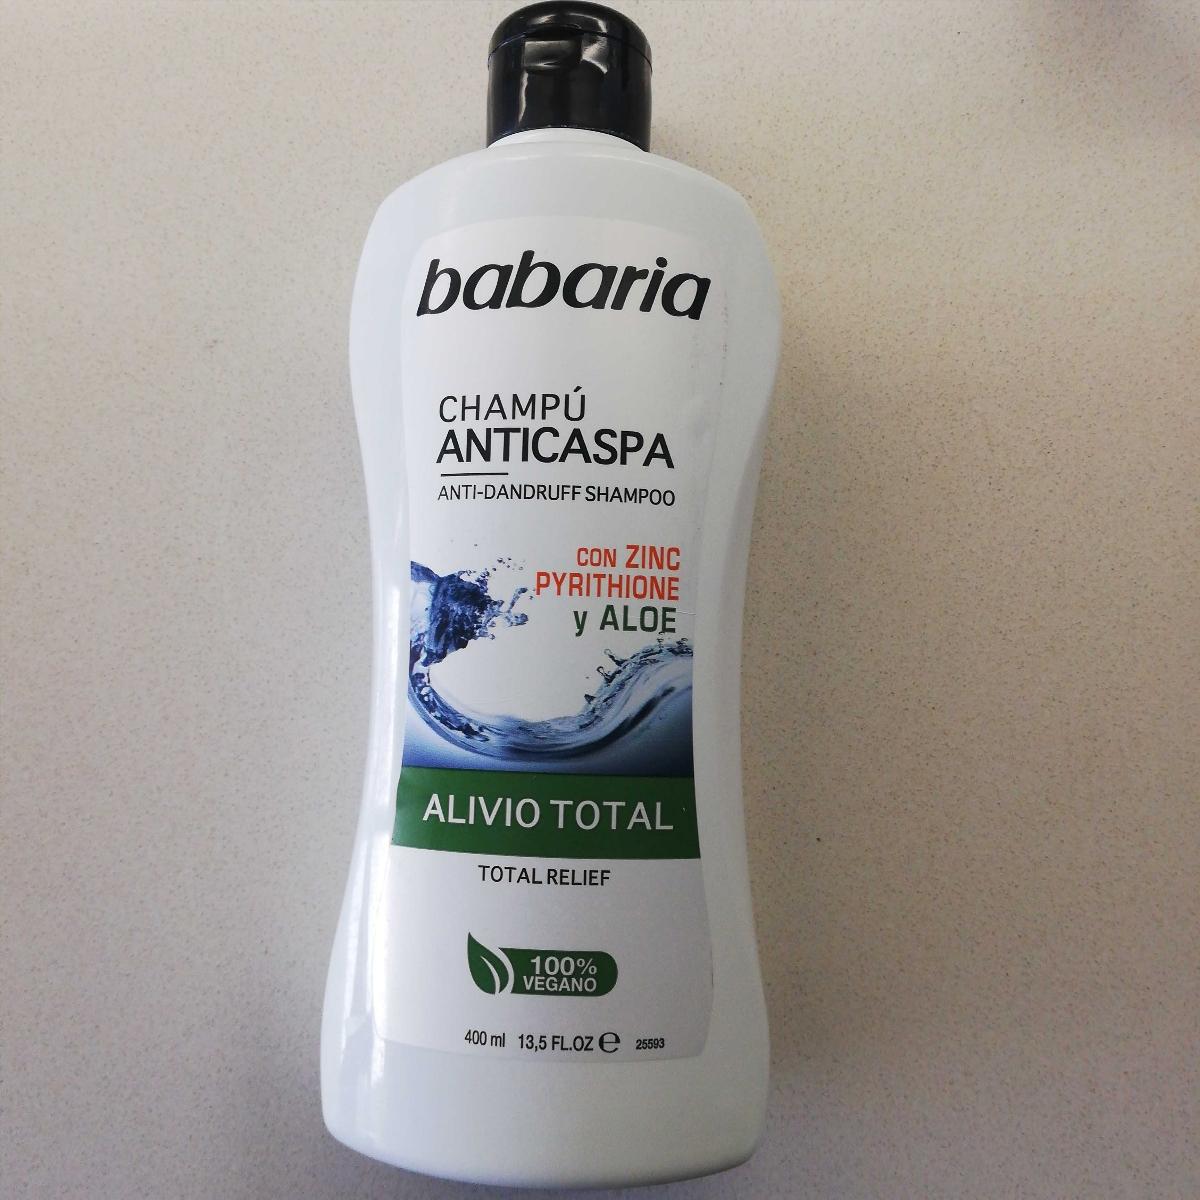 babaria
CHAMPÚ
ANTICASPA
ANTI-DANDRUFF SHAMPOO
CON ZINC
PYRITHIONE
y ALOE
ALIVIO TOTAL
TOTAL RELIEF
100%
VEGANO
400 ml 13,5 FL.OZ ℮ 25593